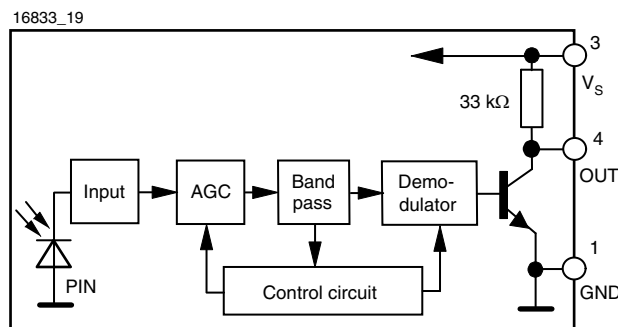 16833_19
3
V_S
33 kΩ
4
OUT
Input
AGC
Band
pass
Demo-
dulator
1
GND
PIN
Control circuit